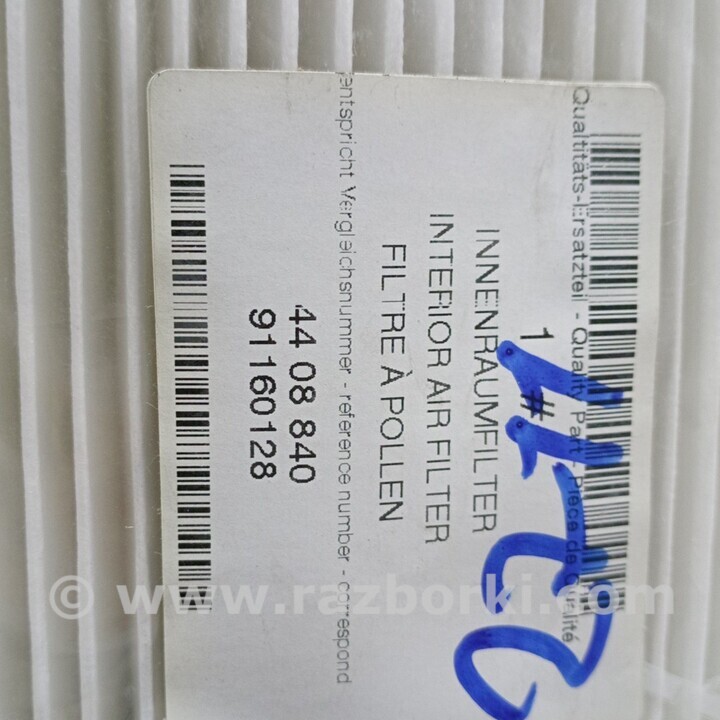 Qualtitäts-Ersatzteil - Quality Part - Pièce de Qualité
1 #
INNENRAUMFILTER
INTERIOR AIR FILTER
FILTRE À POLLEN
entspricht Vergleichsnummer - reference number - correspond
44 08 840
91160128
© www.razborki.com